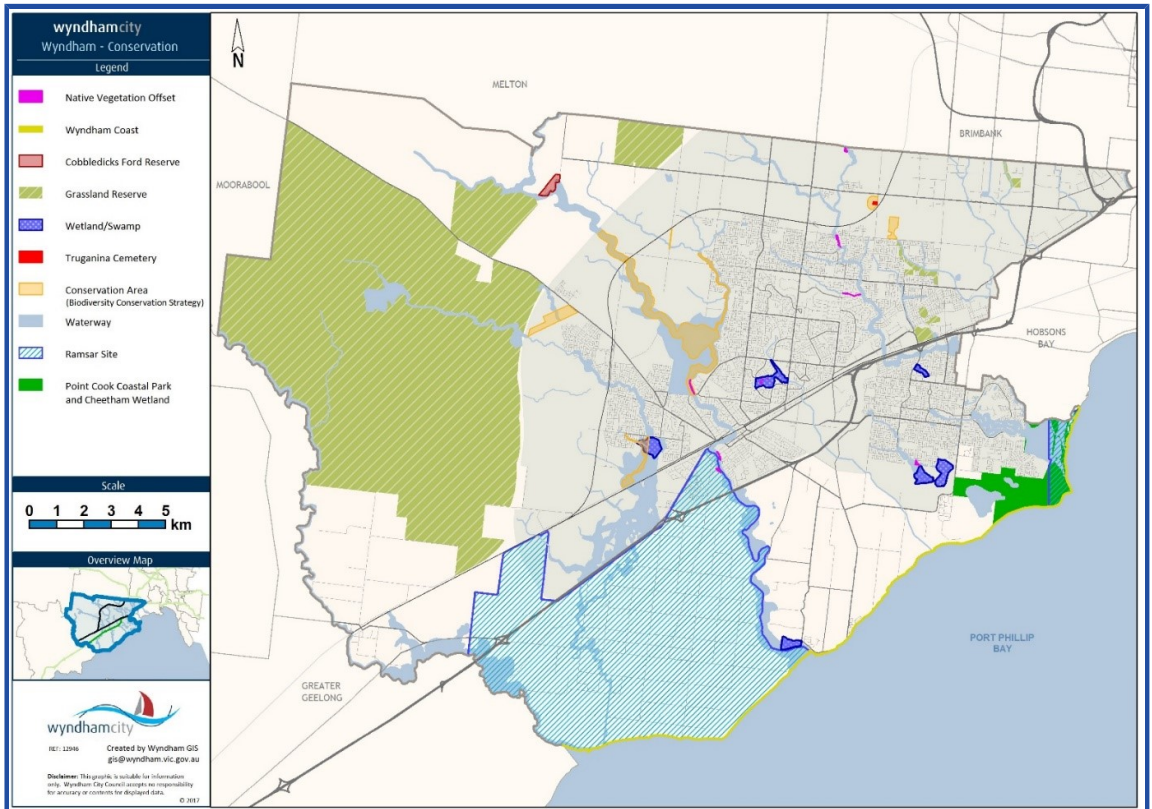 wyndhamcity
Wyndham - Conservation
Legend
Native Vegetation Offset
Wyndham Coast
Cobbledicks Ford Reserve
Grassland Reserve
Wetland/Swamp
Truganina Cemetery
Conservation Area
(Biodiversity Conservation Strategy)
Waterway
Ramsar Site
Point Cook Coastal Park
and Cheetham Wetland
Scale
0 1 2 3 4 5
km
Overview Map
wyndhamcity
REF: 12946
Created by Wyndham GIS
gis@wyndham.vic.gov.au
Disclaimer: This graphic is suitable for information
only. Wyndham City Council accepts no responsibility
for accuracy or contents for displayed data.
© 2017
N
MELTON
BRIMBANK
MOORABOOL
HOBSONS
BAY
PORT PHILLIP
BAY
GREATER
GEELONG